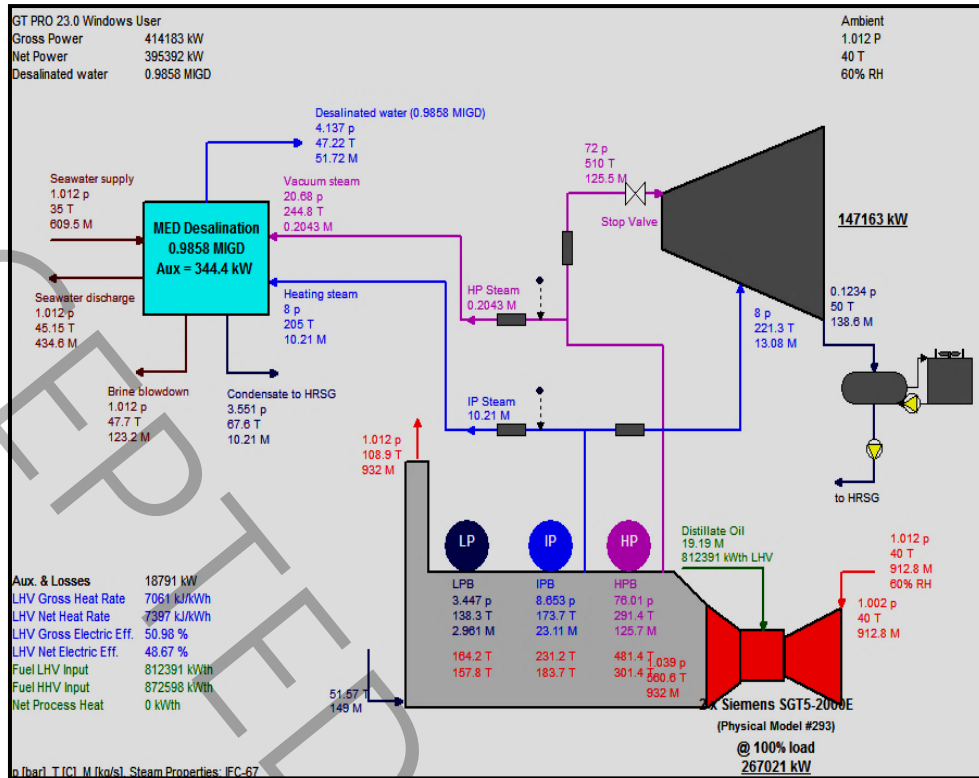 GT PRO 23.0 Windows User
Gross Power 414183 kW
Net Power 395392 kW
Desalinated water 0.9858 MIGD
Ambient
1.012 P
40 T
60% RH
Desalinated water (0.9858 MIGD)
4.137 p
47.22 T
51.72 M
Seawater supply
1.012 p
35 T
609.5 M
Vacuum steam
20.68 p
244.8 T
0.2043 M
MED Desalination
0.9858 MIGD
Aux = 344.4 kW
72 p
510 T
125.5 M
Stop Valve
147163 kW
Seawater discharge
1.012 p
45.15 T
434.6 M
Heating steam
8 p
205 T
10.21 M
HP Steam
0.2043 M
8 p
221.3 T
13.08 M
0.1234 p
50 T
138.6 M
Brine blowdown
1.012 p
47.7 T
123.2 M
Condensate to HRSG
3.551 p
67.6 T
10.21 M
IP Steam
10.21 M
1.012 p
108.9 T
932 M
to HRSG
LP
IP
HP
Distillate Oil
19.19 M
812391 kWth LHV
1.012 p
40 T
912.8 M
60% RH
1.002 p
40 T
912.8 M
LPB
3.447 p
138.3 T
2.961 M
164.2 T
157.8 T
IPB
8.653 p
173.7 T
23.11 M
231.2 T
183.7 T
HPB
76.01 p
291.4 T
125.7 M
481.4 T
301.4 T
1.039 p
560.6 T
932 M
Aux. & Losses 18791 kW
LHV Gross Heat Rate 7061 kJ/kWh
LHV Net Heat Rate 7397 kJ/kWh
LHV Gross Electric Eff. 50.98 %
LHV Net Electric Eff. 48.67 %
Fuel LHV Input 812391 kWth
Fuel HHV Input 872598 kWth
Net Process Heat 0 kWth
51.57 T
149 M
2 x Siemens SGT5-2000E
(Physical Model #293)
@ 100% load
267021 kW
p [bar] T [C] M [kg/s], Steam Properties: IFC-67